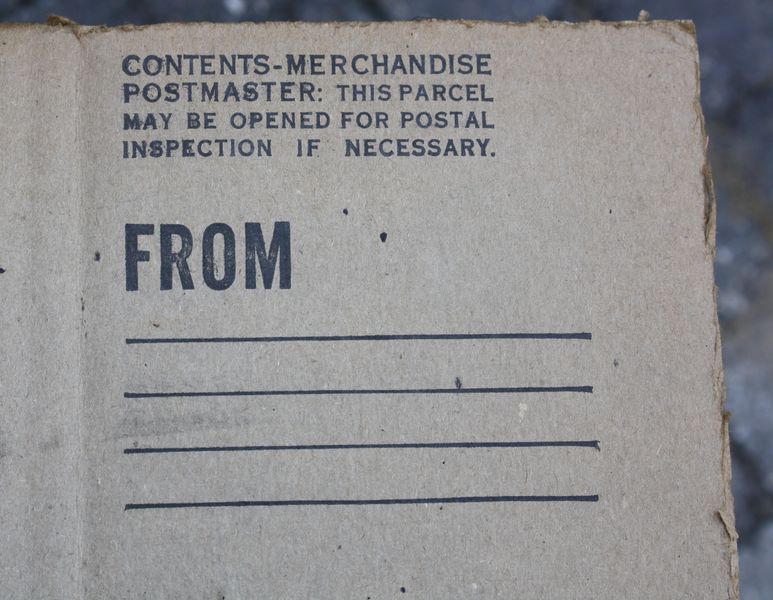 CONTENTS-MERCHANDISE
POSTMASTER: THIS PARCEL
MAY BE OPENED FOR POSTAL
INSPECTION IF NECESSARY.
FROM